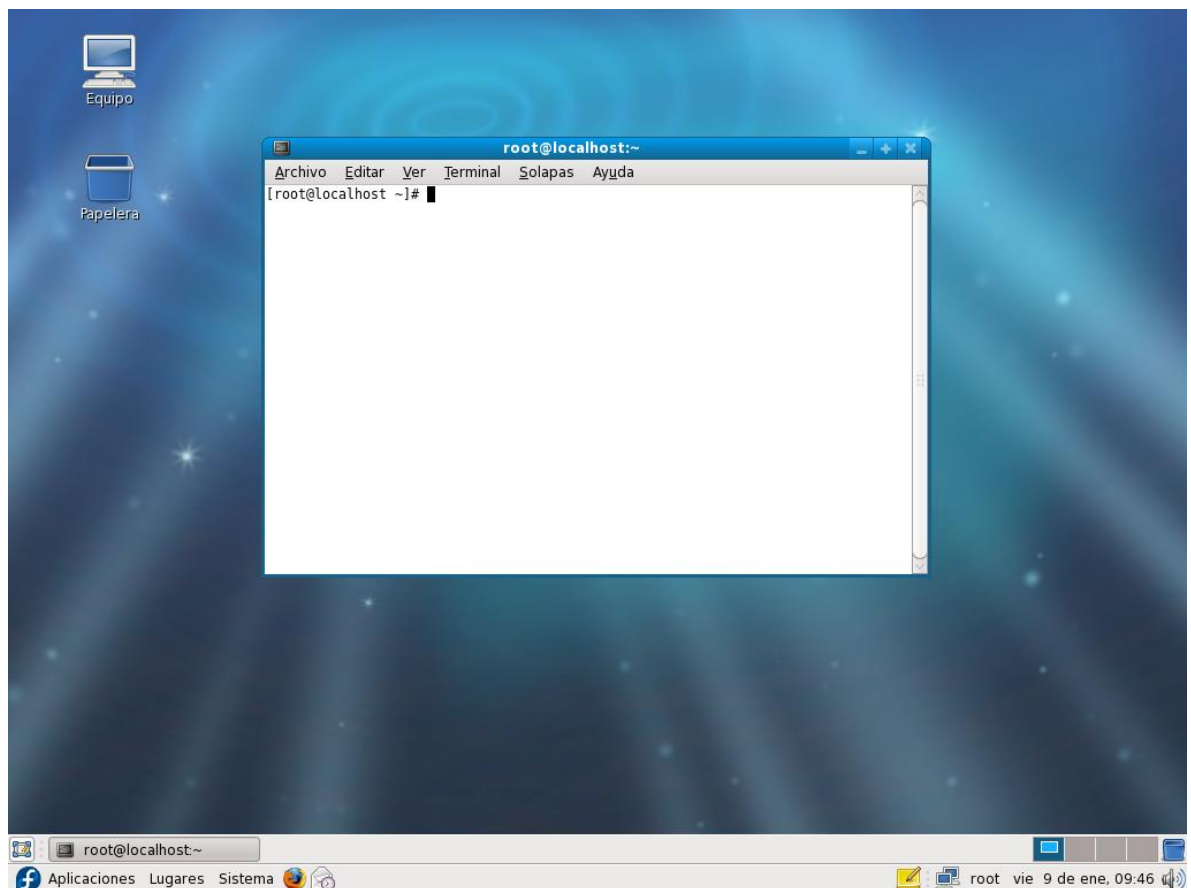 Equipo
Papelera
root@localhost:~
Archivo Editar Ver Terminal Solapas Ayuda
[root@localhost ~]#
root@localhost:~
Aplicaciones Lugares Sistema
root vie 9 de ene, 09:46